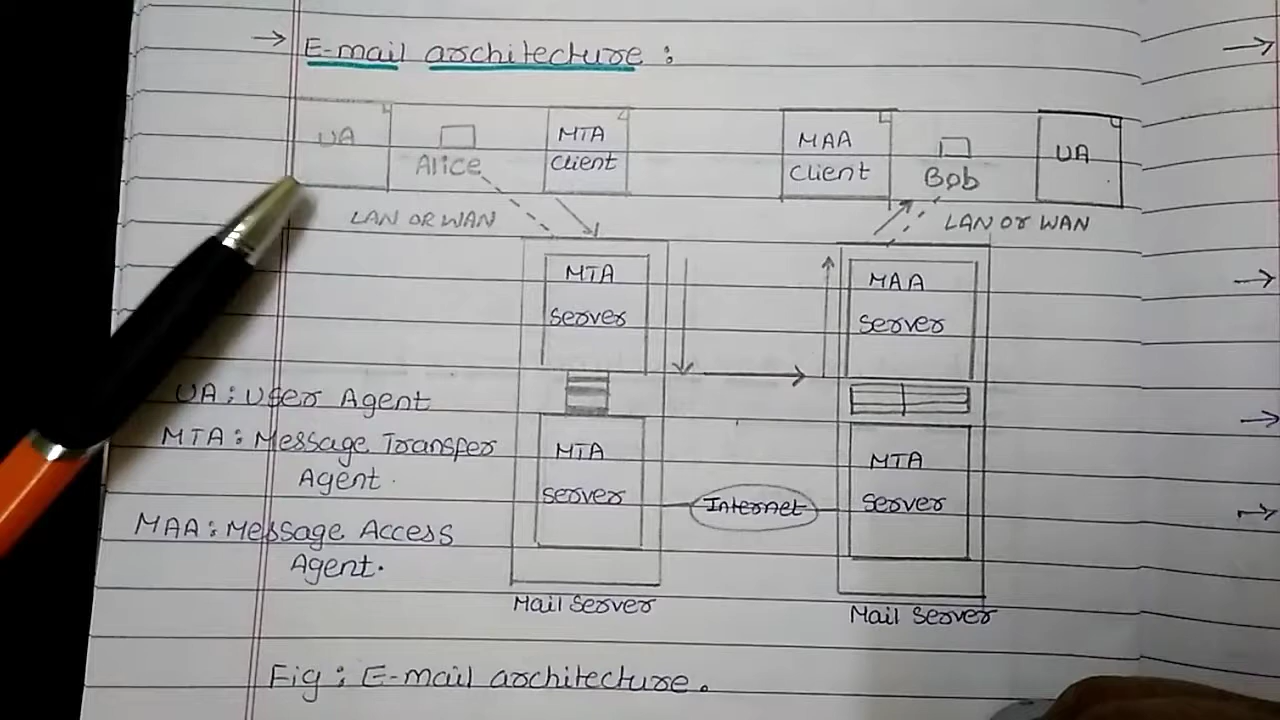 E-mail architecture :
UA
Alice
MTA
client
MAA
client
Bob
UA
LAN OR WAN
LAN OR WAN
MTA
server
MAA
server
UA : User Agent
MTA : Message Transfer
Agent.
MAA : Message Access
Agent.
MTA
server
Internet
MTA
server
Mail server
Mail server
Fig : E-mail architecture.